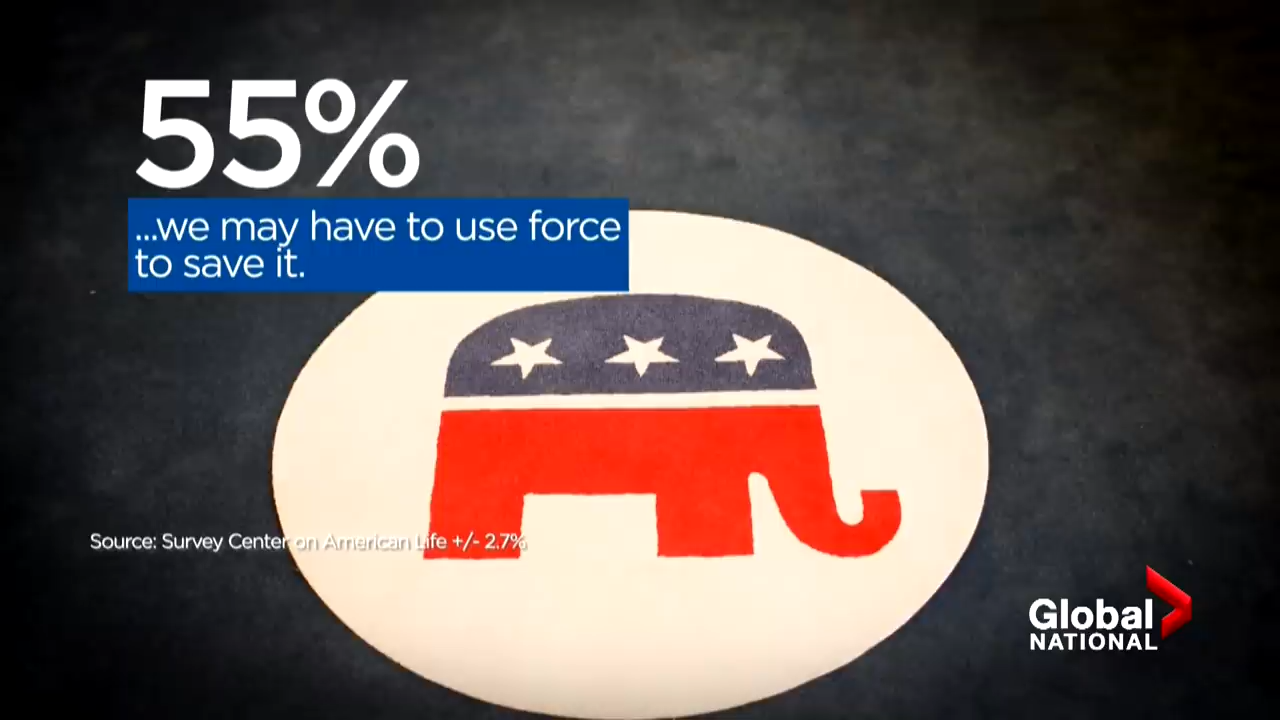 55%
...we may have to use force
to save it.
Source: Survey Center on American Life +/- 2.7%
Global
NATIONAL